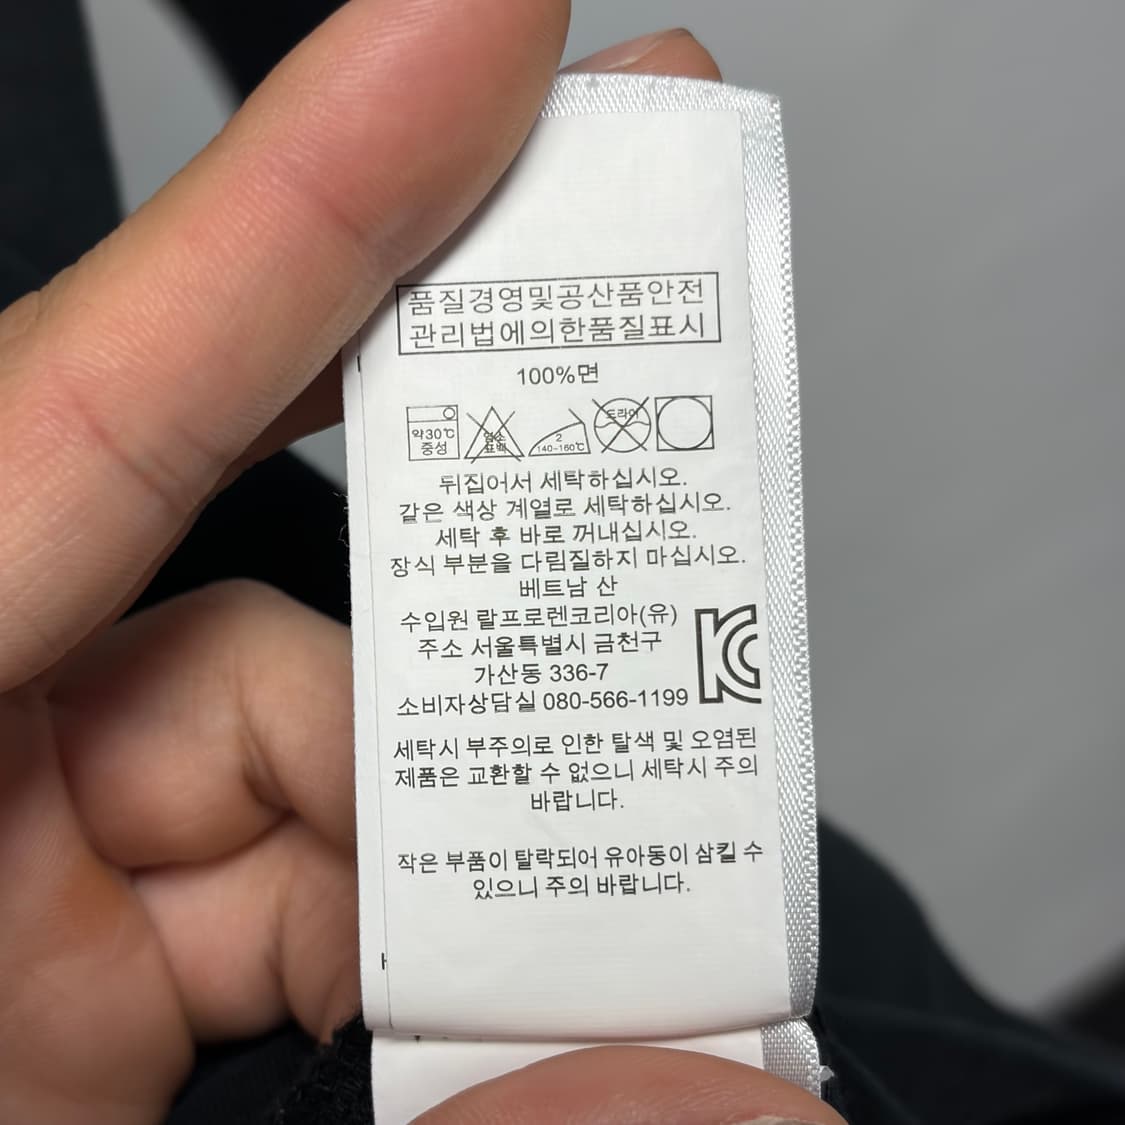 품질경영및공산품안전
관리법에의한품질표시
100%면
약30℃
중성
염소
표백
2
140~160℃
드라이
뒤집어서 세탁하십시오.
같은 색상 계열로 세탁하십시오.
세탁 후 바로 꺼내십시오.
장식 부분을 다림질하지 마십시오.
베트남 산
수입원 랄프로렌코리아(유)
주소 서울특별시 금천구
가산동 336-7
소비자상담실 080-566-1199
세탁시 부주의로 인한 탈색 및 오염된
제품은 교환할 수 없으니 세탁시 주의
바랍니다.
작은 부품이 탈락되어 유아동이 삼킬 수
있으니 주의 바랍니다.